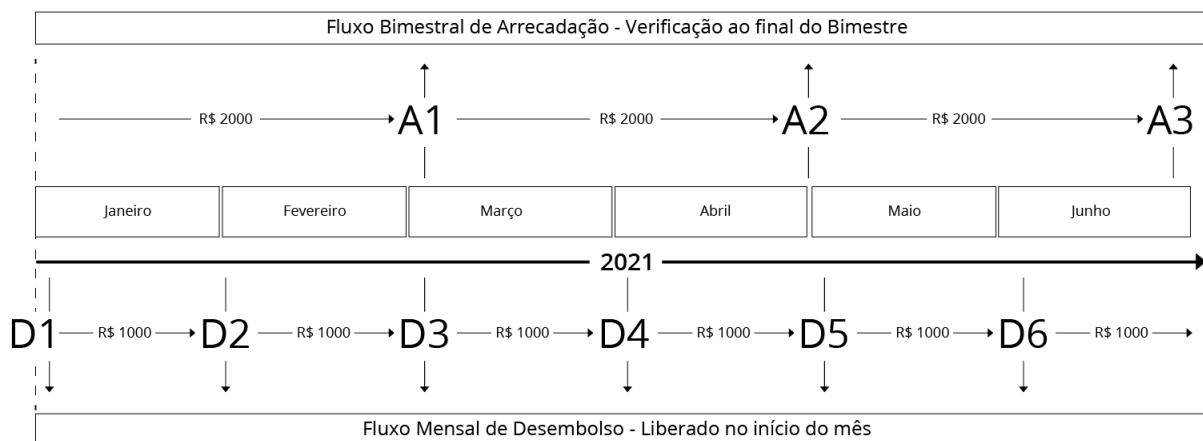 Fluxo Bimestral de Arrecadação - Verificação ao final do Bimestre
R$ 2000 A1 R$ 2000 A2 R$ 2000 A3
Janeiro Fevereiro Março Abril Maio Junho
2021
D1 R$ 1000 D2 R$ 1000 D3 R$ 1000 D4 R$ 1000 D5 R$ 1000 D6 R$ 1000
Fluxo Mensal de Desembolso - Liberado no início do mês